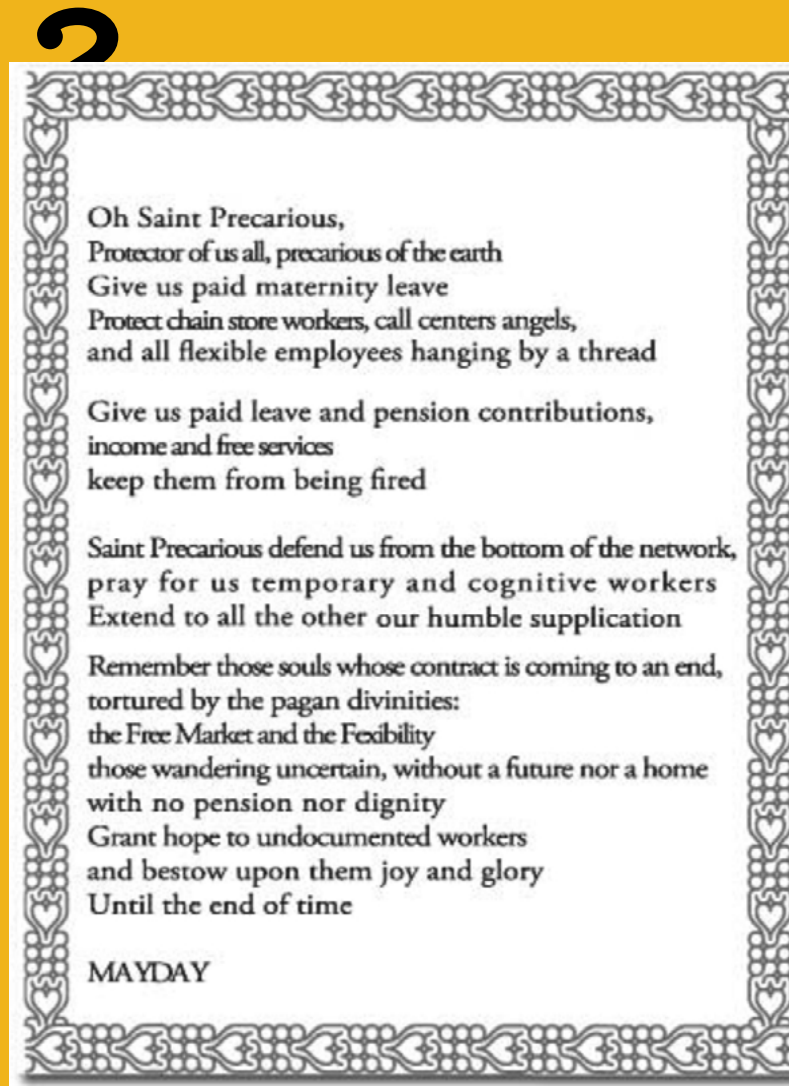 ?
Oh Saint Precarious,
Protector of us all, precarious of the earth
Give us paid maternity leave
Protect chain store workers, call centers angels,
and all flexible employees hanging by a thread
Give us paid leave and pension contributions,
income and free services
keep them from being fired
Saint Precarious defend us from the bottom of the network,
pray for us temporary and cognitive workers
Extend to all the other our humble supplication
Remember those souls whose contract is coming to an end,
tortured by the pagan divinities:
the Free Market and the Fexibility
those wandering uncertain, without a future nor a home
with no pension nor dignity
Grant hope to undocumented workers
and bestow upon them joy and glory
Until the end of time
MAYDAY